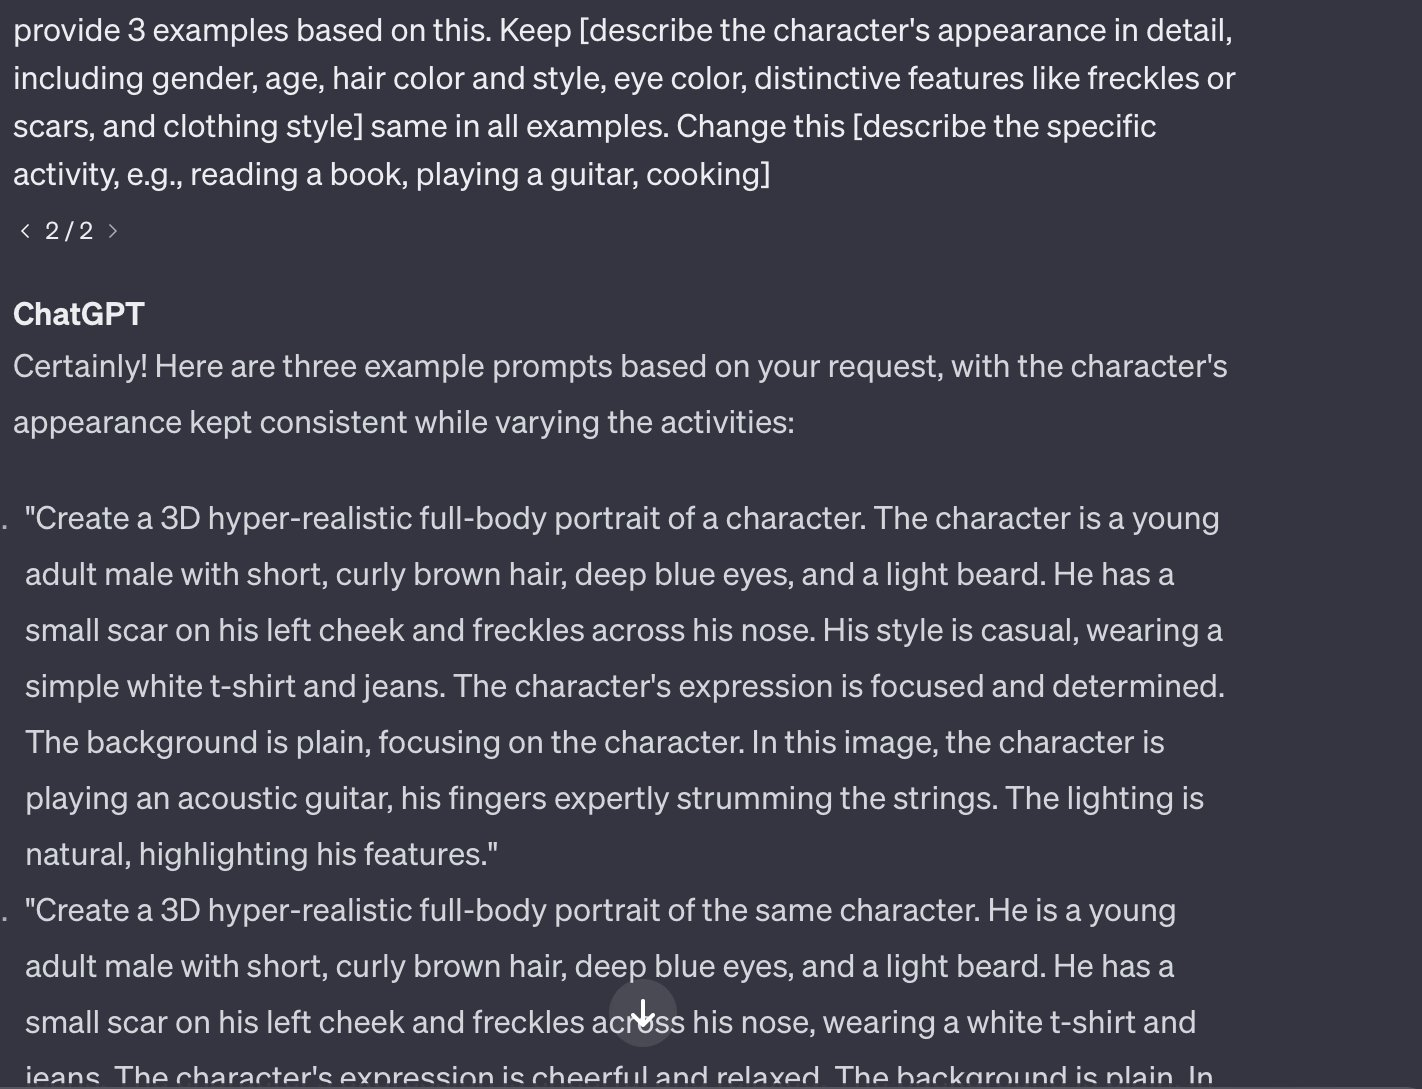 provide 3 examples based on this. Keep [describe the character's appearance in detail,
including gender, age, hair color and style, eye color, distinctive features like freckles or
scars, and clothing style] same in all examples. Change this [describe the specific
activity, e.g., reading a book, playing a guitar, cooking]
< 2 / 2 >
ChatGPT
Certainly! Here are three example prompts based on your request, with the character's
appearance kept consistent while varying the activities:
. "Create a 3D hyper-realistic full-body portrait of a character. The character is a young
adult male with short, curly brown hair, deep blue eyes, and a light beard. He has a
small scar on his left cheek and freckles across his nose. His style is casual, wearing a
simple white t-shirt and jeans. The character's expression is focused and determined.
The background is plain, focusing on the character. In this image, the character is
playing an acoustic guitar, his fingers expertly strumming the strings. The lighting is
natural, highlighting his features."
. "Create a 3D hyper-realistic full-body portrait of the same character. He is a young
adult male with short, curly brown hair, deep blue eyes, and a light beard. He has a
small scar on his left cheek and freckles across his nose, wearing a white t-shirt and
jeans. The character's expression is cheerful and relaxed. The background is plain. In